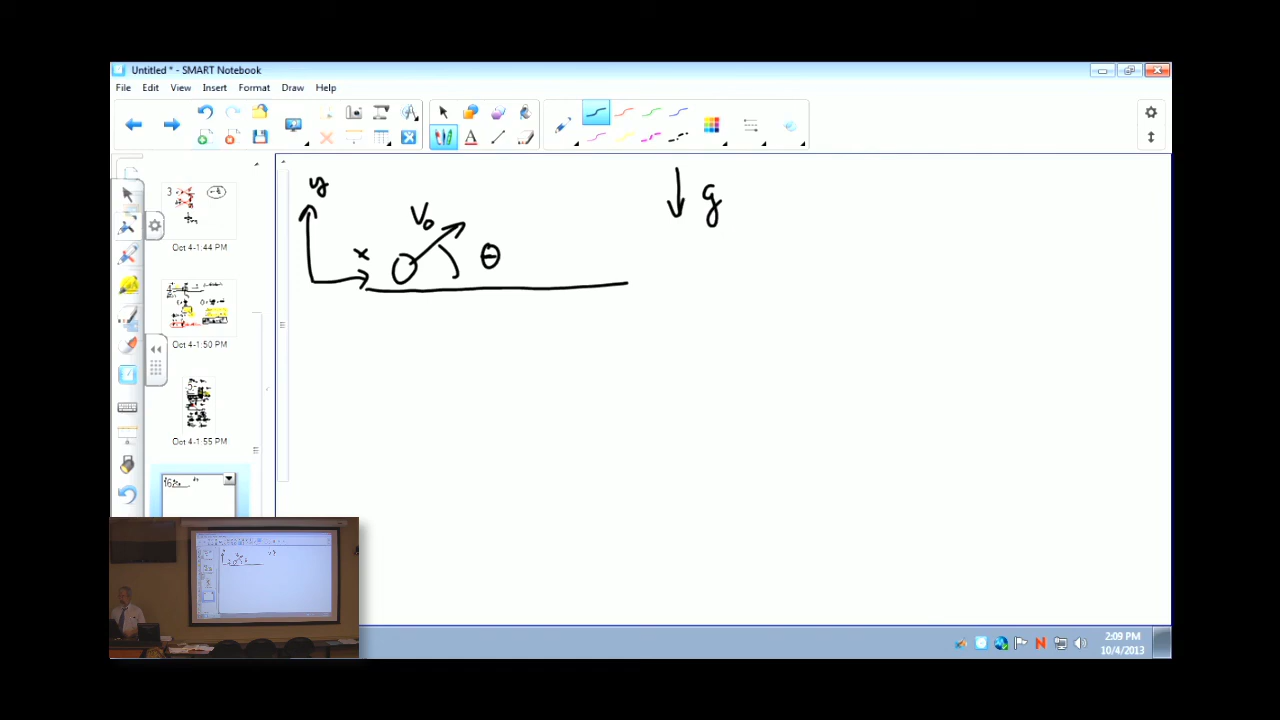 Untitled * - SMART Notebook
File Edit View Insert Format Draw Help
y
V₀
x
θ
g
Oct 4-1:44 PM
Oct 4-1:50 PM
Oct 4-1:55 PM
2:09 PM
10/4/2013